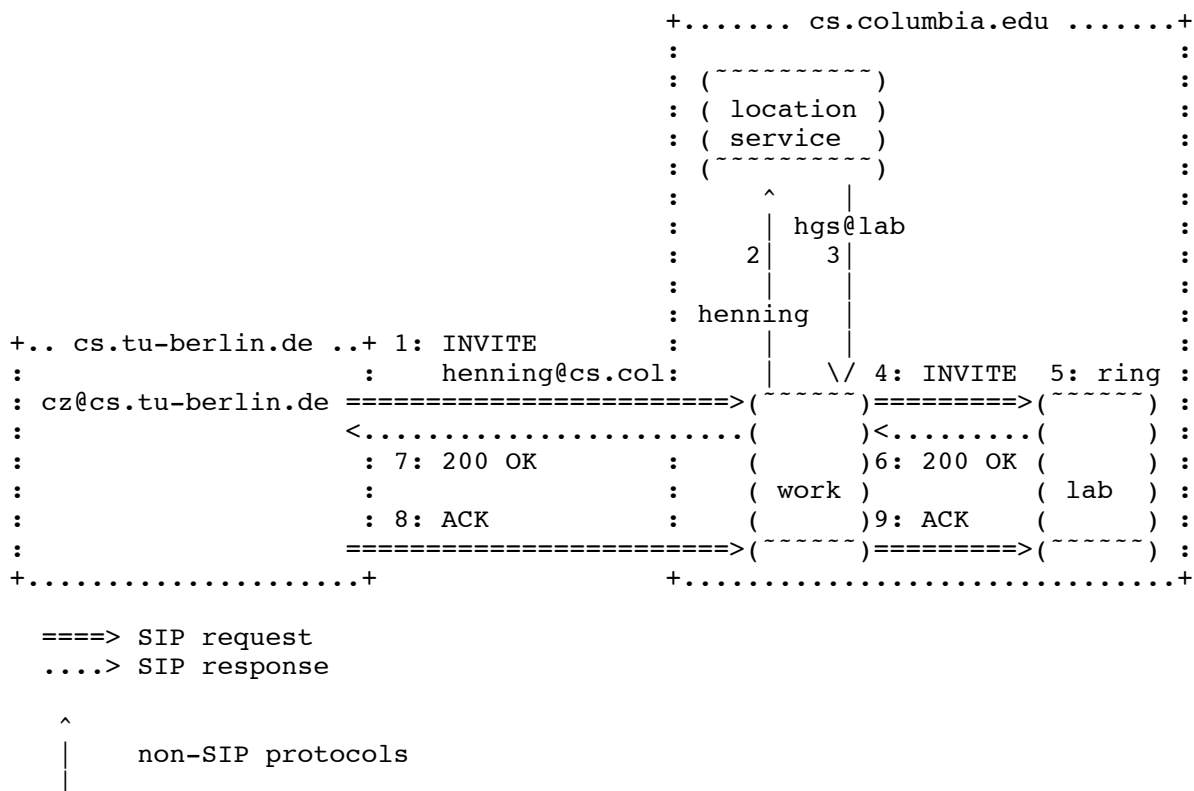 +....... cs.columbia.edu .......+
:                               :
: (~~~~~~~~~~)                  :
: ( location )                  :
: ( service  )                  :
: (~~~~~~~~~~)                  :
:     ^    |                    :
:     | hgs@lab                 :
:    2|   3|                    :
:     |    |                    :
: henning  |                    :
+.. cs.tu-berlin.de ..+ 1: INVITE         :     |    |                    :
:                     :    henning@cs.col:     |   \/ 4: INVITE  5: ring :
: cz@cs.tu-berlin.de ========================>(~~~~~~)=========>(~~~~~~) :
:                    <........................(      )<.........(      ) :
:                     : 7: 200 OK        :    (      )6: 200 OK (      ) :
:                     :                  :    ( work )          ( lab  ) :
:                     : 8: ACK           :    (      )9: ACK    (      ) :
:                    ========================>(~~~~~~)=========>(~~~~~~) :
+.....................+                  +...............................+
====> SIP request
....> SIP response
^
|    non-SIP protocols
|